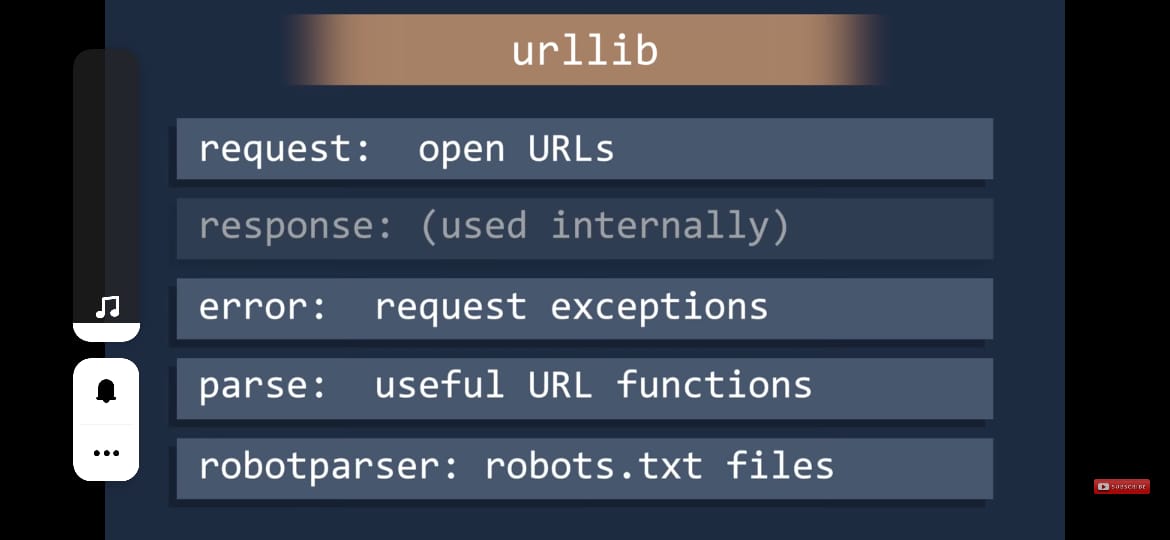 urllib
request: open URLs
response: (used internally)
error: request exceptions
parse: useful URL functions
robotparser: robots.txt files
SUBSCRIBE